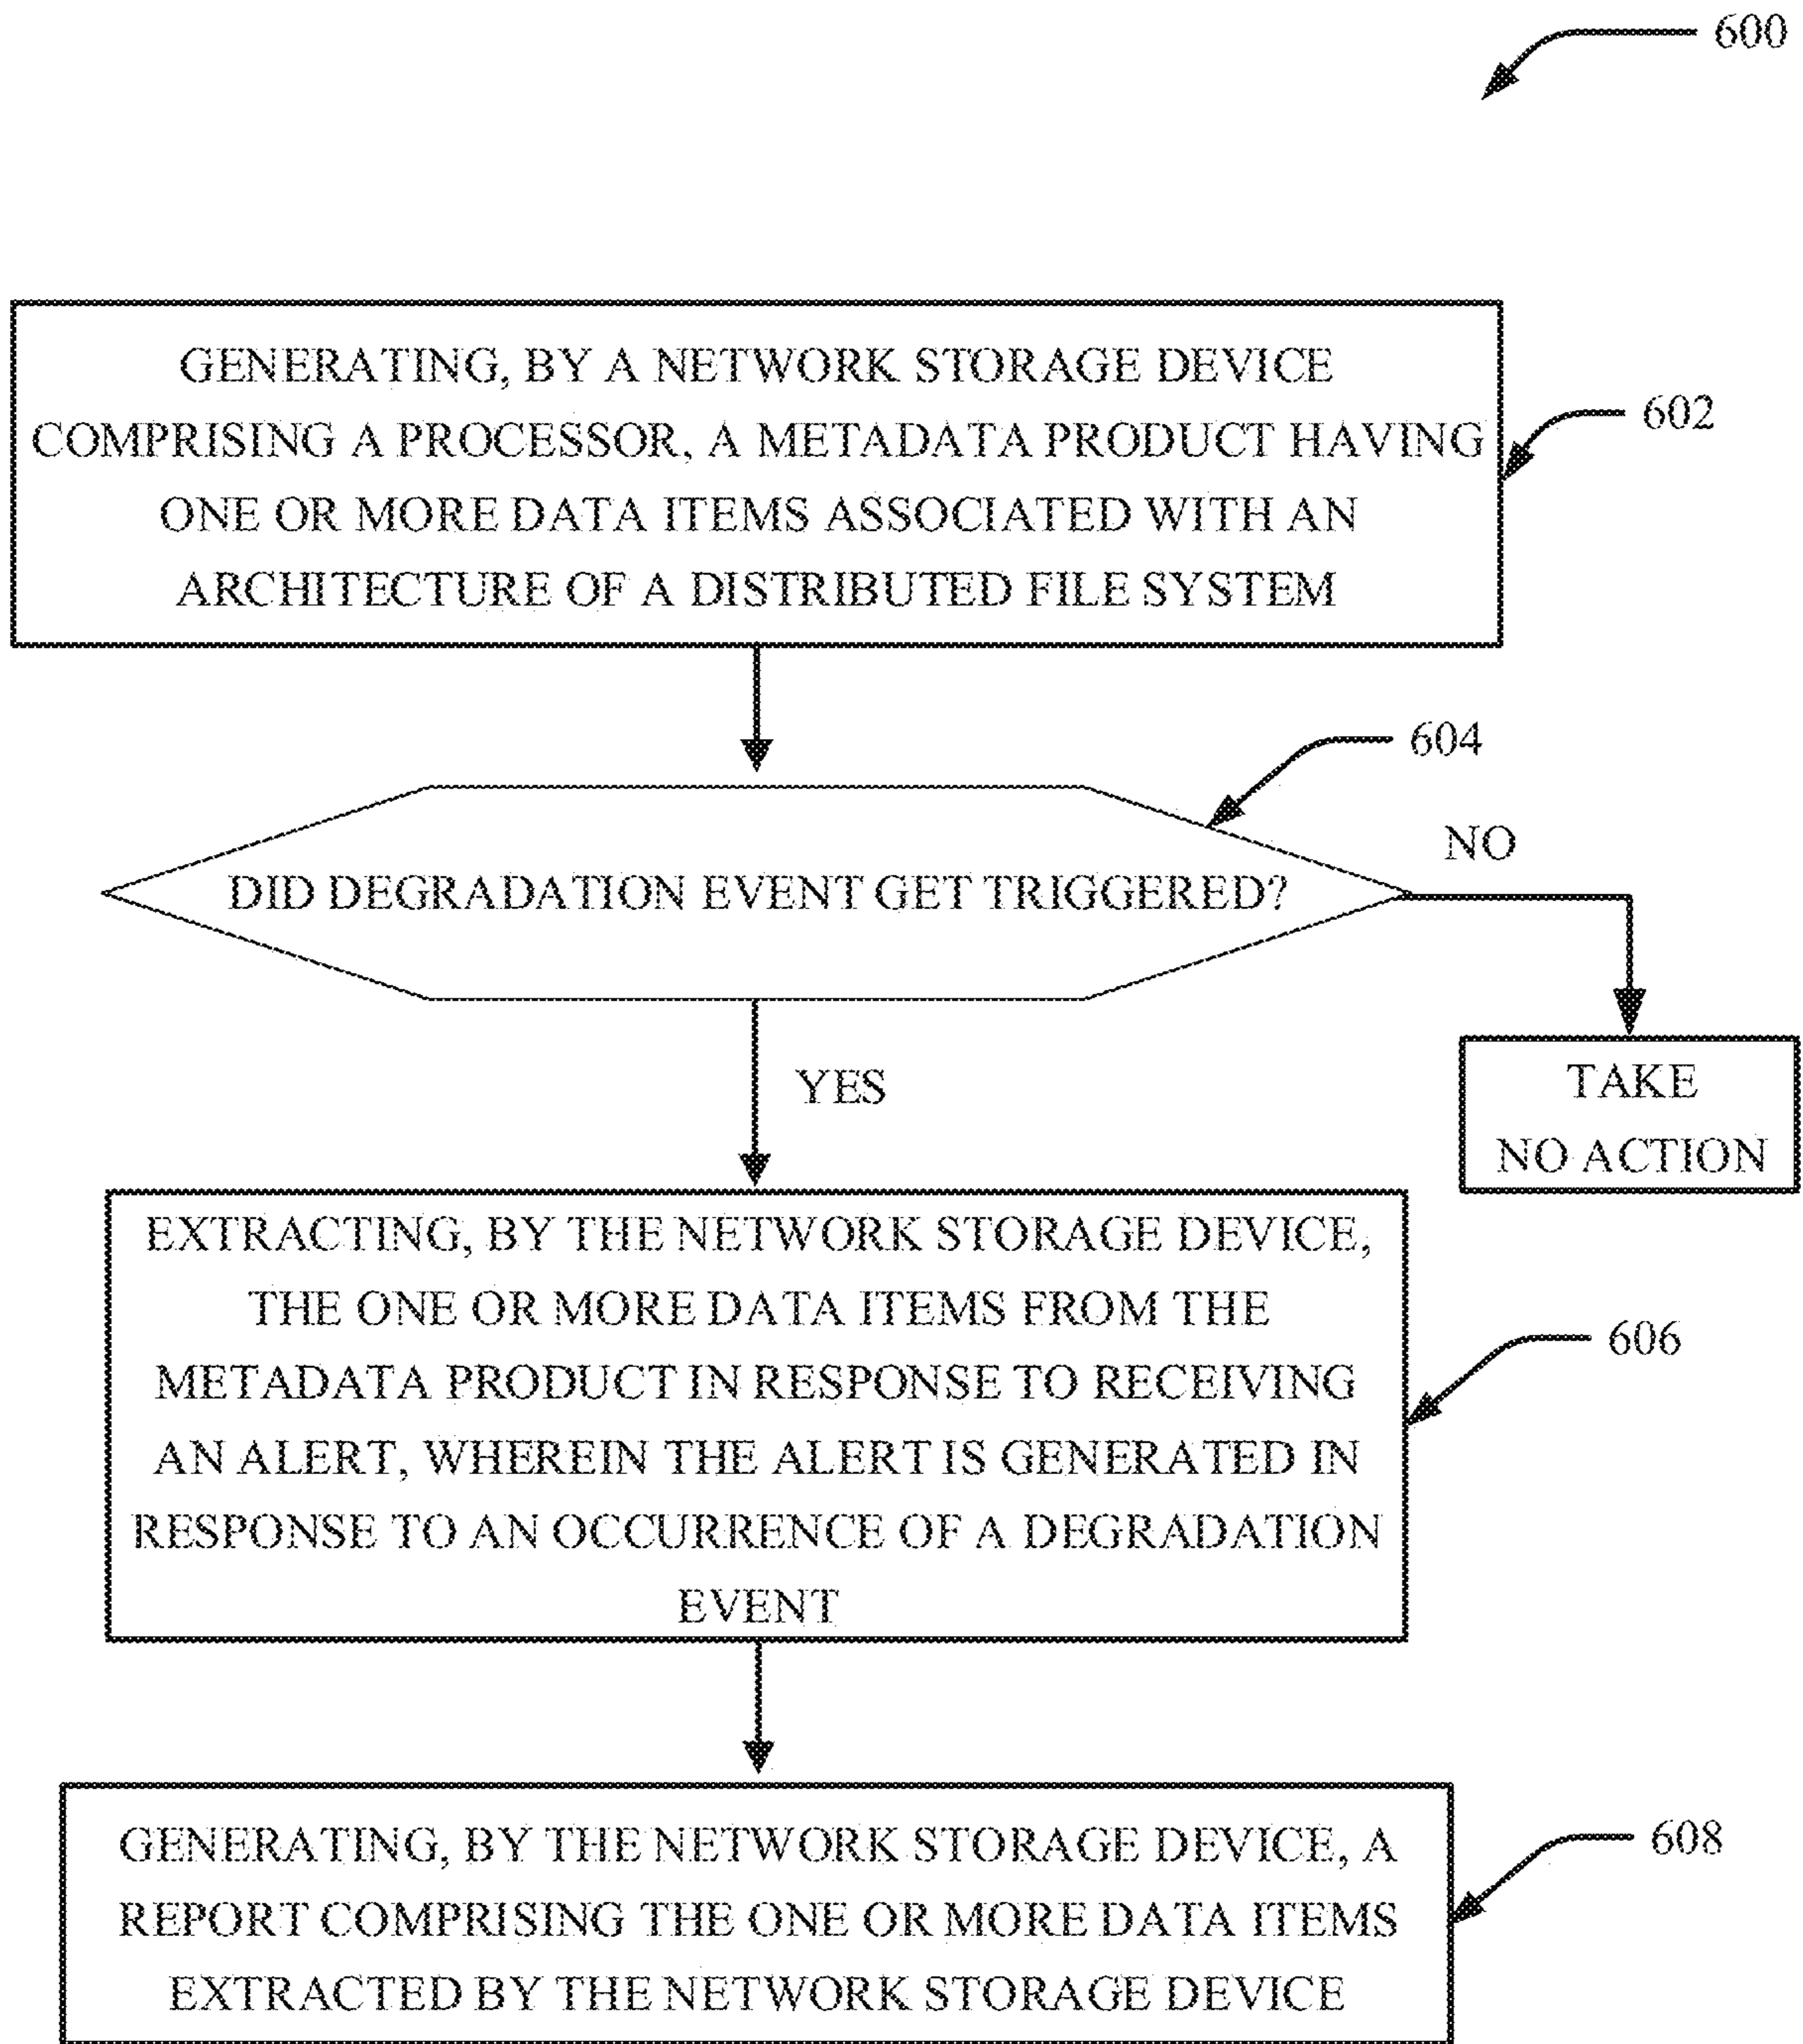 600
GENERATING, BY A NETWORK STORAGE DEVICE
COMPRISING A PROCESSOR, A METADATA PRODUCT HAVING
ONE OR MORE DATA ITEMS ASSOCIATED WITH AN
ARCHITECTURE OF A DISTRIBUTED FILE SYSTEM
602
604
DID DEGRADATION EVENT GET TRIGGERED?
NO
YES
TAKE
NO ACTION
EXTRACTING, BY THE NETWORK STORAGE DEVICE,
THE ONE OR MORE DATA ITEMS FROM THE
METADATA PRODUCT IN RESPONSE TO RECEIVING
AN ALERT, WHEREIN THE ALERT IS GENERATED IN
RESPONSE TO AN OCCURRENCE OF A DEGRADATION
EVENT
606
GENERATING, BY THE NETWORK STORAGE DEVICE, A
REPORT COMPRISING THE ONE OR MORE DATA ITEMS
EXTRACTED BY THE NETWORK STORAGE DEVICE
608